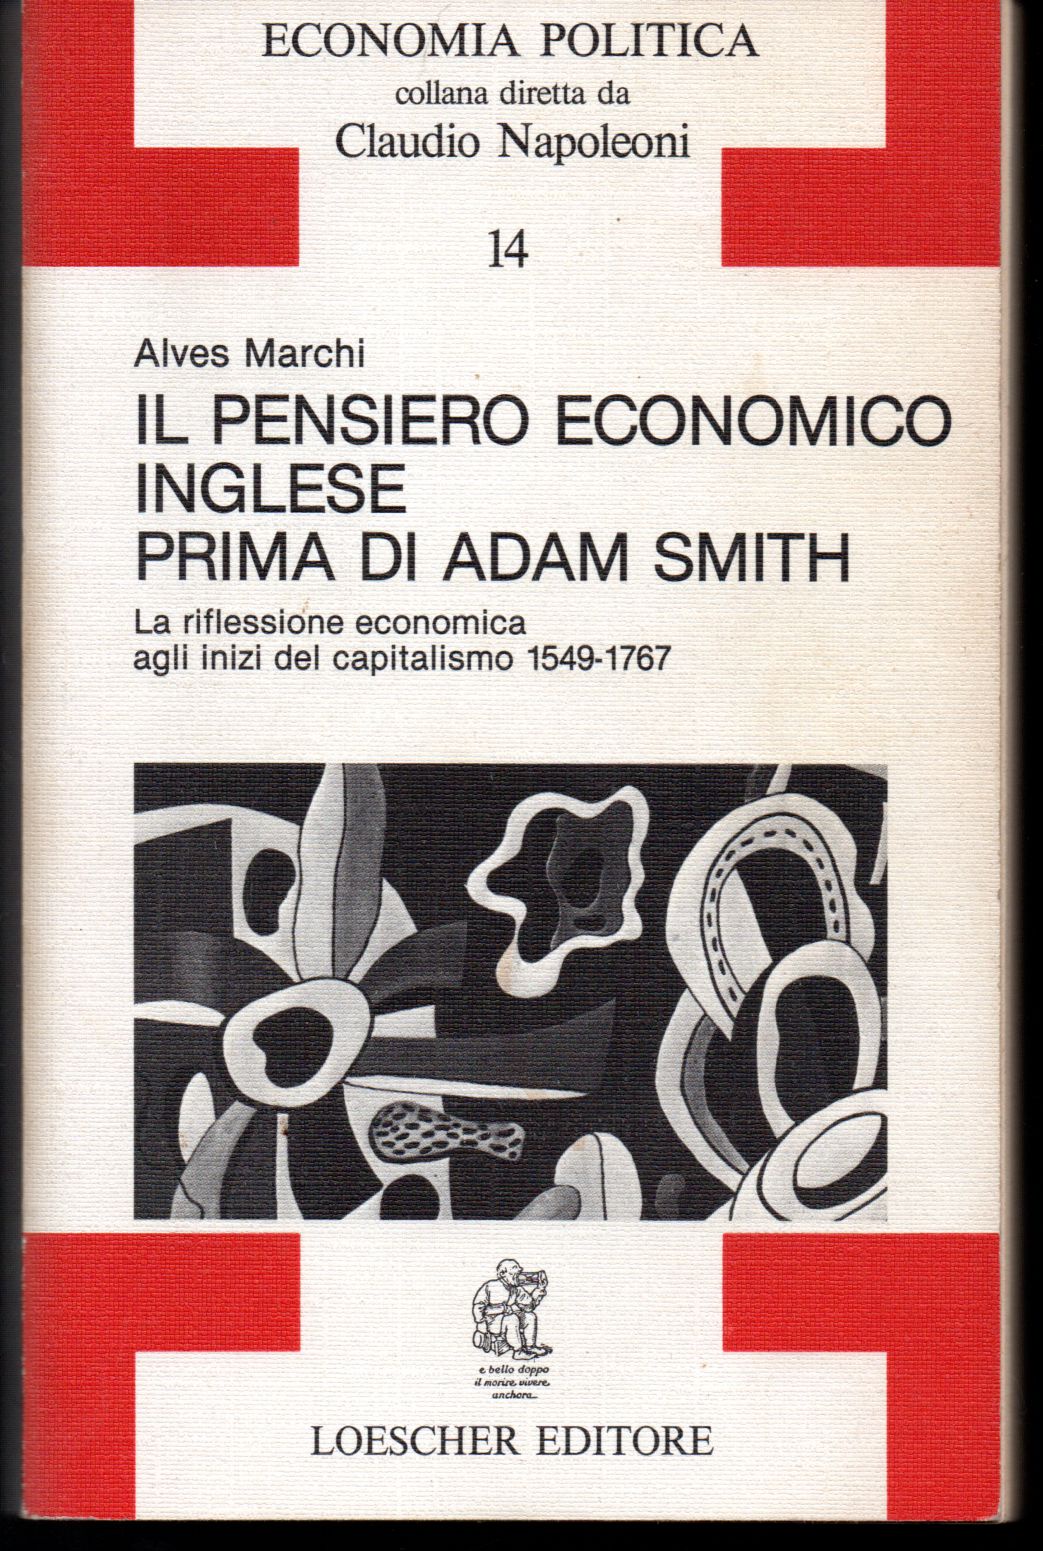 ECONOMIA POLITICA
collana diretta da
Claudio Napoleoni
14
Alves Marchi
IL PENSIERO ECONOMICO
INGLESE
PRIMA DI ADAM SMITH
La riflessione economica
agli inizi del capitalismo 1549-1767
e bello doppo
il morire vivere
anchora
LOESCHER EDITORE